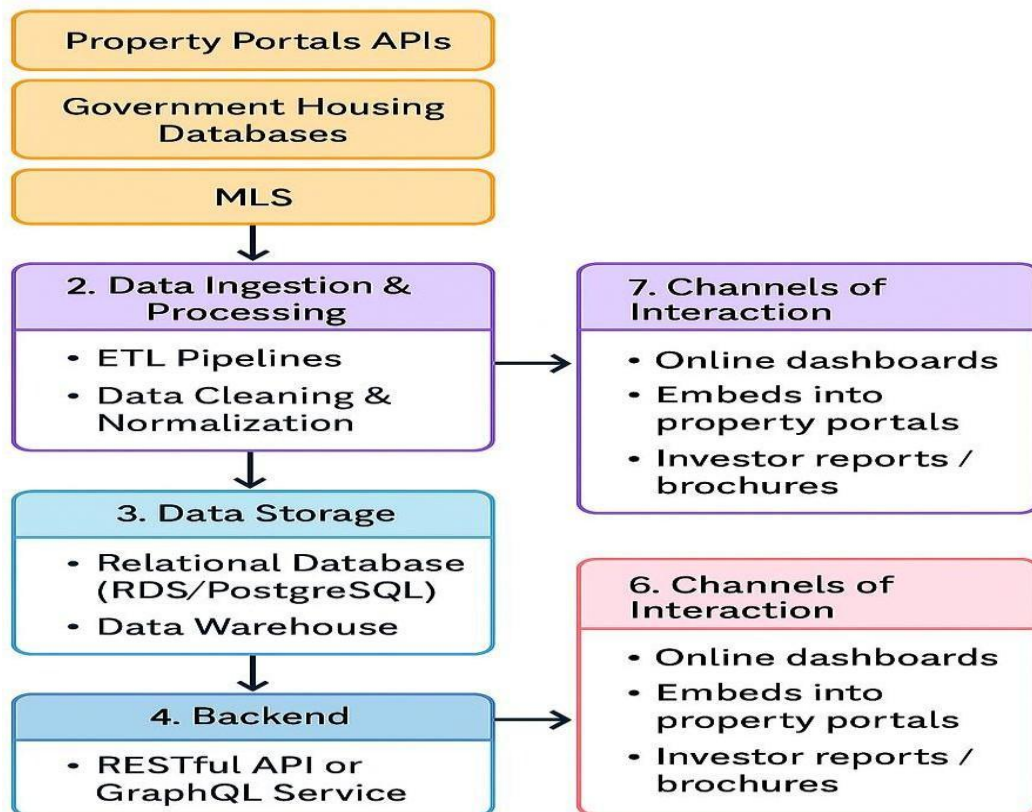 Property Portals APIs
Government Housing
Databases
MLS
2. Data Ingestion &
Processing
• ETL Pipelines
• Data Cleaning &
Normalization
3. Data Storage
• Relational Database
(RDS/PostgreSQL)
• Data Warehouse
4. Backend
• RESTful API or
GraphQL Service
7. Channels of
Interaction
• Online dashboards
• Embeds into
property portals
• Investor reports /
brochures
6. Channels of
Interaction
• Online dashboards
• Embeds into
property portals
• Investor reports /
brochures